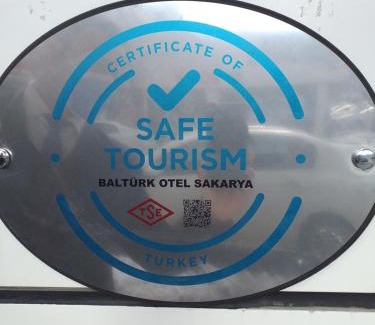 CERTIFICATE OF
SAFE
TOURISM
BALTÜRK OTEL SAKARYA
TSE
TURKEY